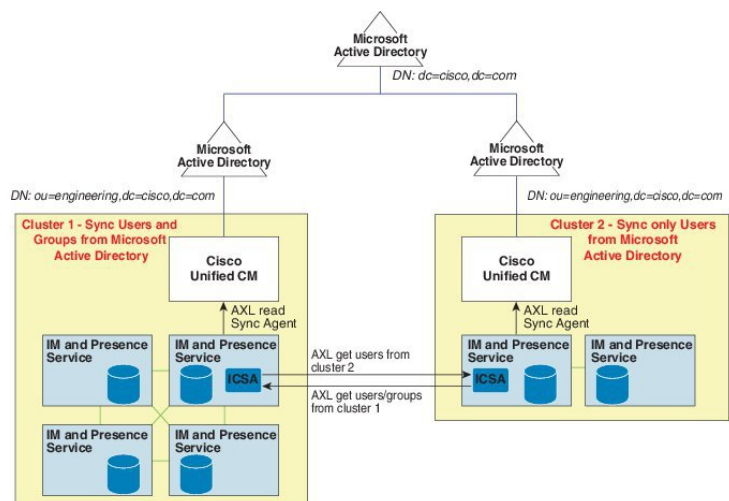 Microsoft
Active Directory
DN: dc=cisco,dc=com
Microsoft
Active Directory
Microsoft
Active Directory
DN: ou=engineering,dc=cisco,dc=com
DN: ou=engineering,dc=cisco,dc=com
Cluster 1 - Sync Users and
Groups from Microsoft
Active Directory
Cisco
Unified CM
AXL read
Sync Agent
IM and Presence
Service
IM and Presence
Service
ICSA
IM and Presence
Service
IM and Presence
Service
AXL get users from
cluster 2
AXL get users/groups
from cluster 1
Cluster 2 - Sync only Users
from Microsoft
Active Directory
Cisco
Unified CM
AXL read
Sync Agent
IM and Presence
Service
ICSA
IM and Presence
Service